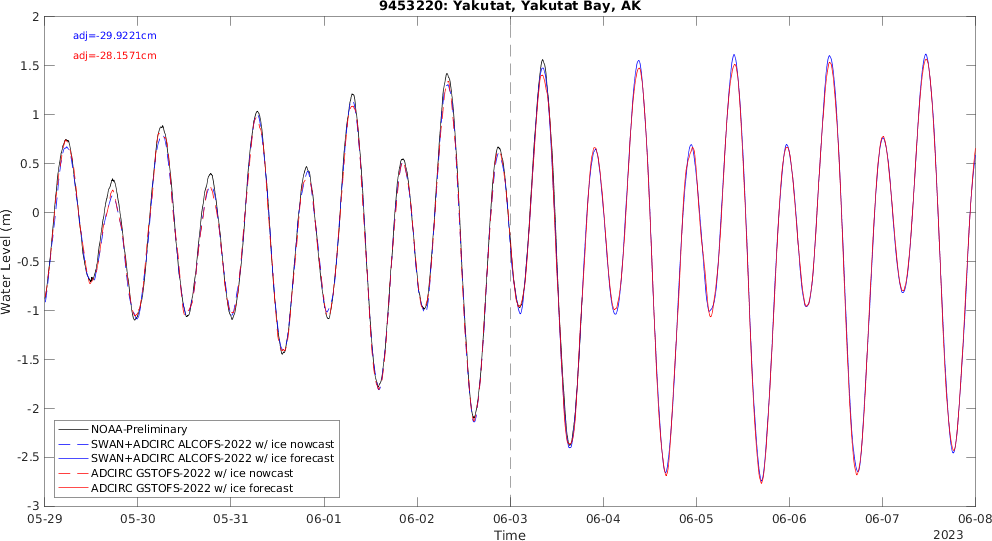 9453220: Yakutat, Yakutat Bay, AK
adj=-29.9221cm
adj=-28.1571cm
Water Level (m)
2
1.5
1
0.5
0
-0.5
-1
-1.5
-2
-2.5
-3
NOAA-Preliminary
SWAN+ADCIRC ALCOFS-2022 w/ ice nowcast
SWAN+ADCIRC ALCOFS-2022 w/ ice forecast
ADCIRC GSTOFS-2022 w/ ice nowcast
ADCIRC GSTOFS-2022 w/ ice forecast
05-29 05-30 05-31 06-01 06-02 06-03 06-04 06-05 06-06 06-07 06-08
Time
2023